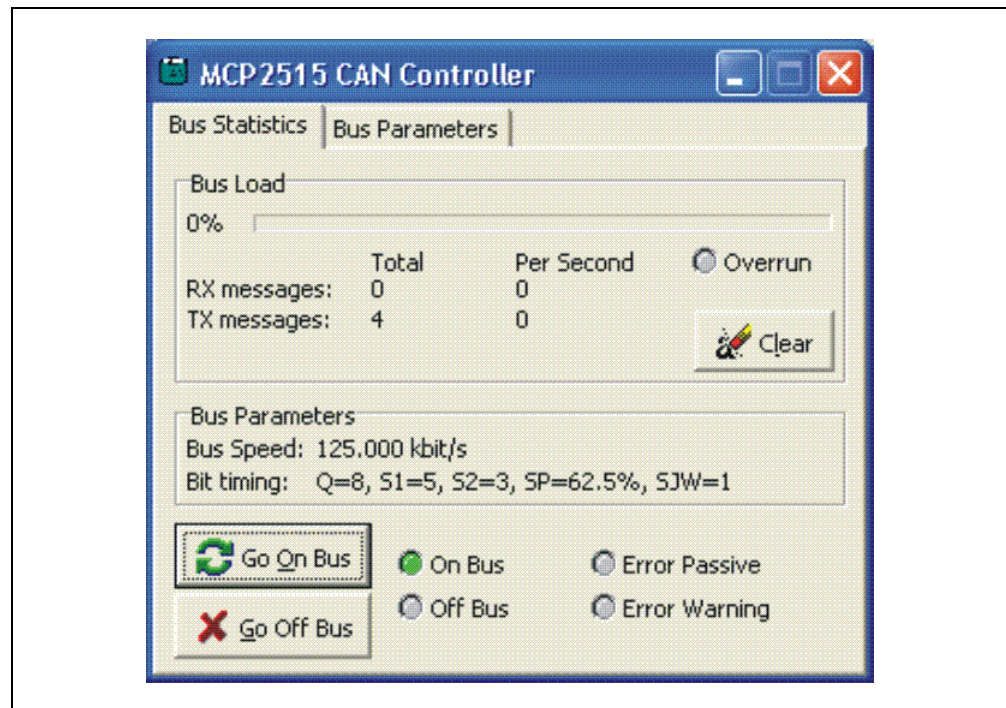 MCP2515 CAN Controller
Bus Statistics Bus Parameters
Bus Load
0%
Total Per Second Overrun
RX messages: 0 0
TX messages: 4 0
Clear
Bus Parameters
Bus Speed: 125.000 kbit/s
Bit timing: Q=8, S1=5, S2=3, SP=62.5%, SJW=1
Go On Bus On Bus Error Passive
Go Off Bus Off Bus Error Warning